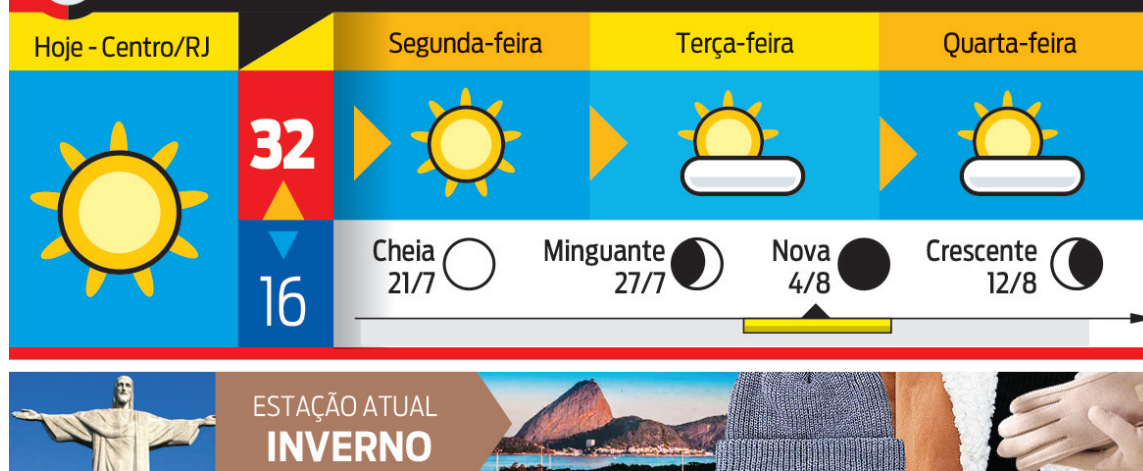 Hoje - Centro/RJ
Segunda-feira
Terça-feira
Quarta-feira
32
16
Cheia
21/7
Minguante
27/7
Nova
4/8
Crescente
12/8
ESTAÇÃO ATUAL
INVERNO